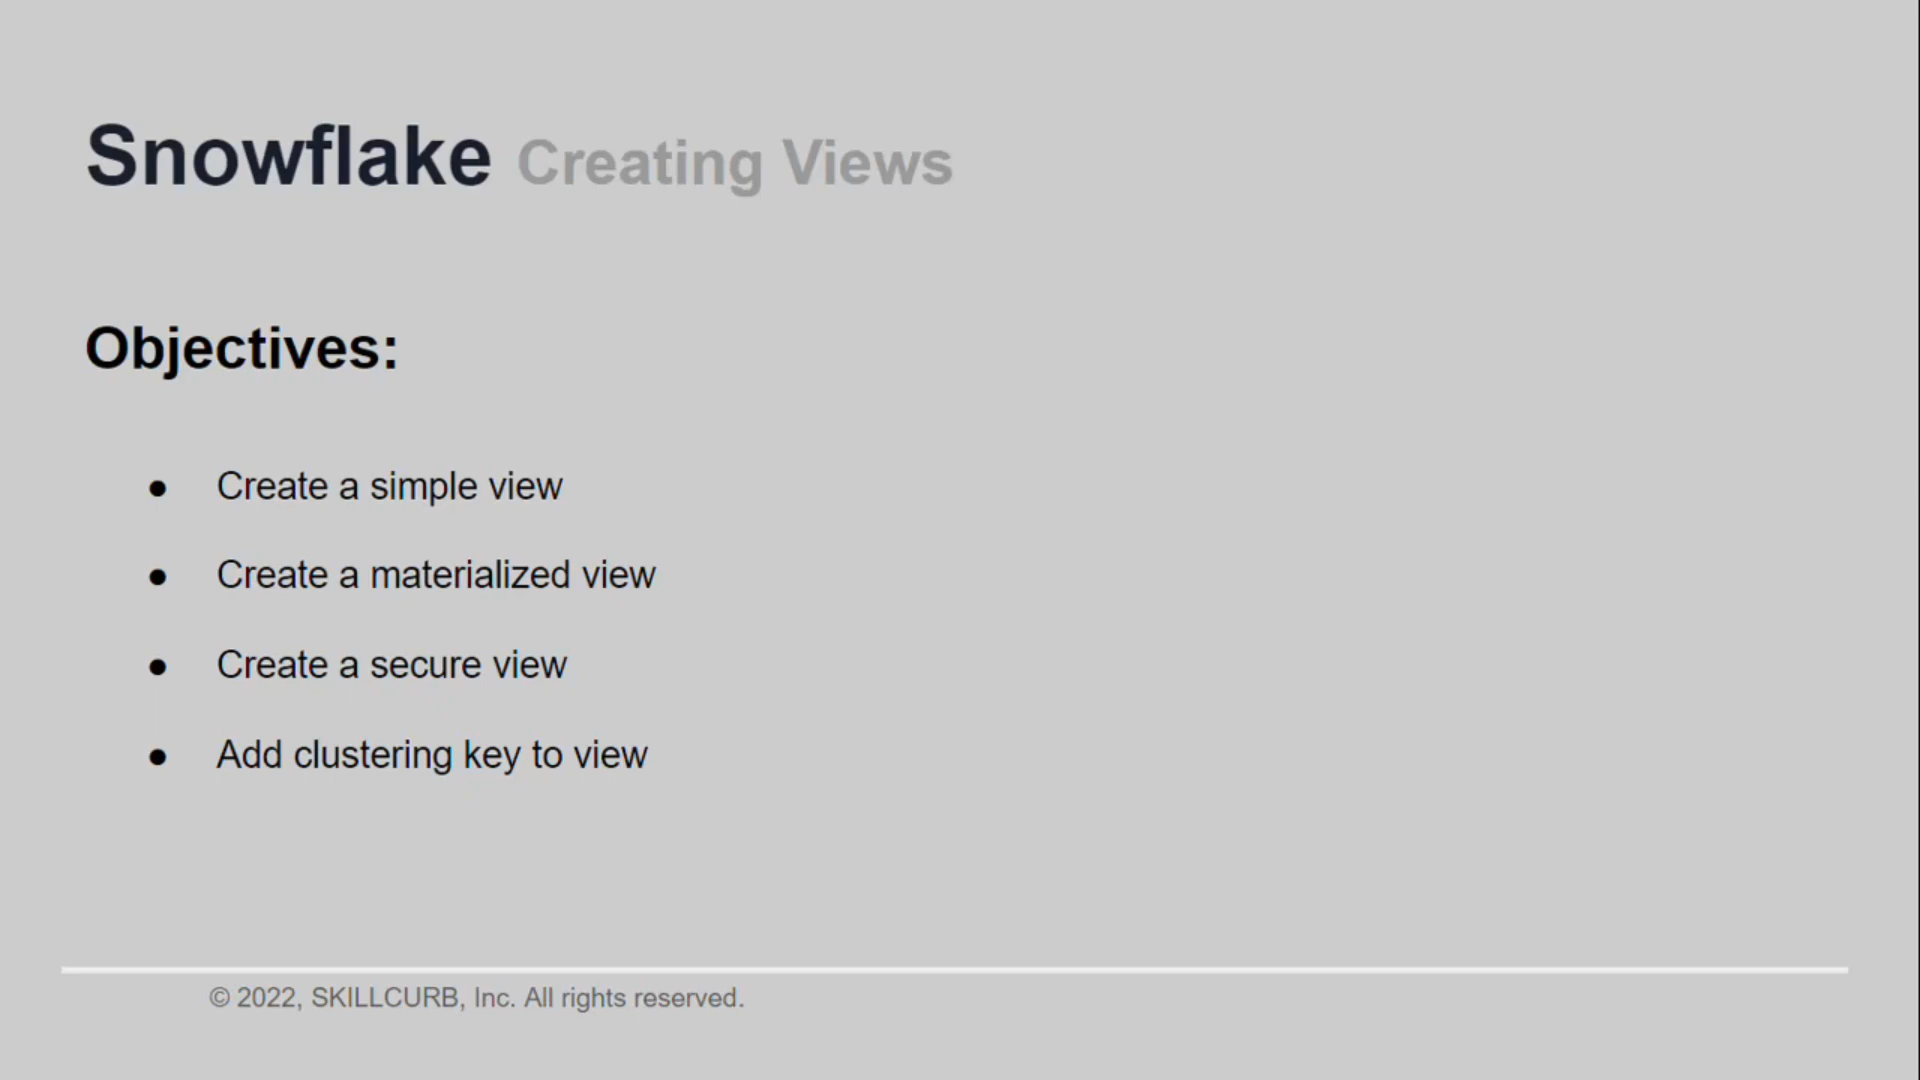 Snowflake Creating Views
Objectives:
● Create a simple view
● Create a materialized view
● Create a secure view
● Add clustering key to view
© 2022, SKILLCURB, Inc. All rights reserved.